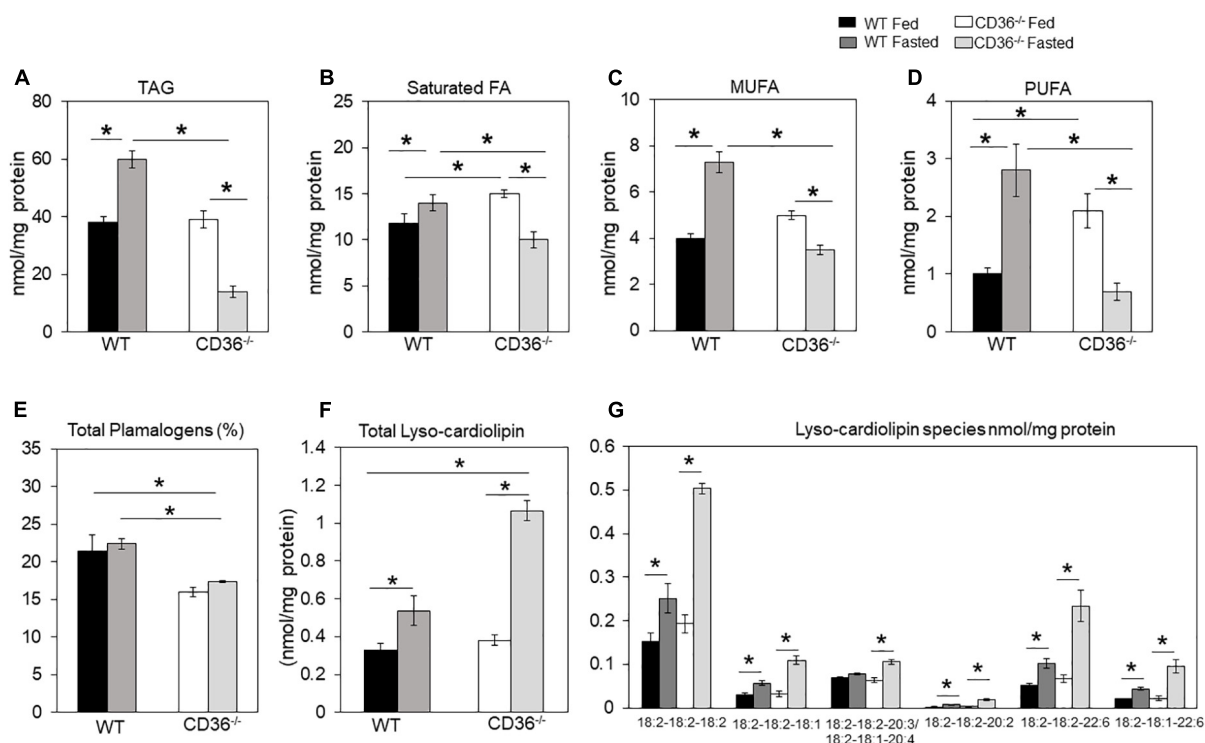 WT Fed
CD36-/- Fed
WT Fasted
CD36-/- Fasted
A
TAG
nmol/mg protein
80
60
40
20
0
*
*
*
WT
CD36-/-
B
Saturated FA
nmol/mg protein
25
20
15
10
5
0
*
*
*
*
WT
CD36-/-
C
MUFA
nmol/mg protein
10
8
6
4
2
0
*
*
*
WT
CD36-/-
D
PUFA
nmol/mg protein
4
3
2
1
0
*
*
*
*
WT
CD36-/-
E
Total Plamalogens (%)
35
30
25
20
15
10
5
0
*
*
WT
CD36-/-
F
Total Lyso-cardiolipin
(nmol/mg protein)
1.4
1.2
1
0.8
0.6
0.4
0.2
0
*
*
*
WT
CD36-/-
G
Lyso-cardiolipin species nmol/mg protein
0.6
0.5
0.4
0.3
0.2
0.1
0
*
*
*
*
*
*
*
*
*
*
*
18:2-18:2-18:2
18:2-18:2-18:1
18:2-18:2-20:3/
18:2-18:1-20:4
18:2-18:2-20:2
18:2-18:2-22:6
18:2-18:1-22:6